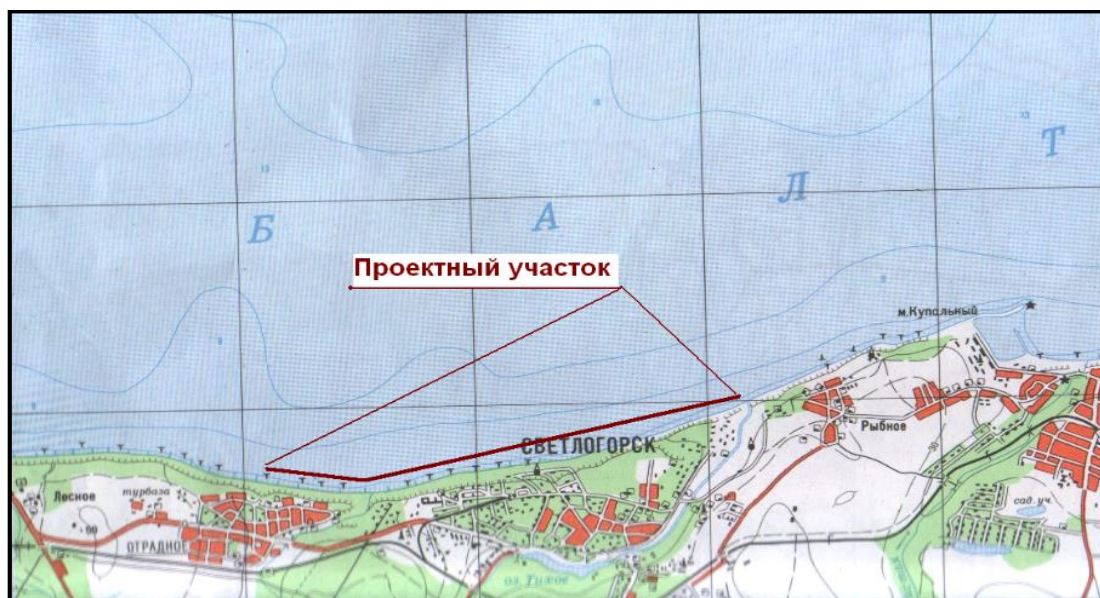 Т
Л
А
Б
Проектный участок
м.Купальный
СВЕТЛОГОРСК
Рыбное
Лесное
турбаза
сад. уч.
ОТРАДНОЕ
оз. Тихое